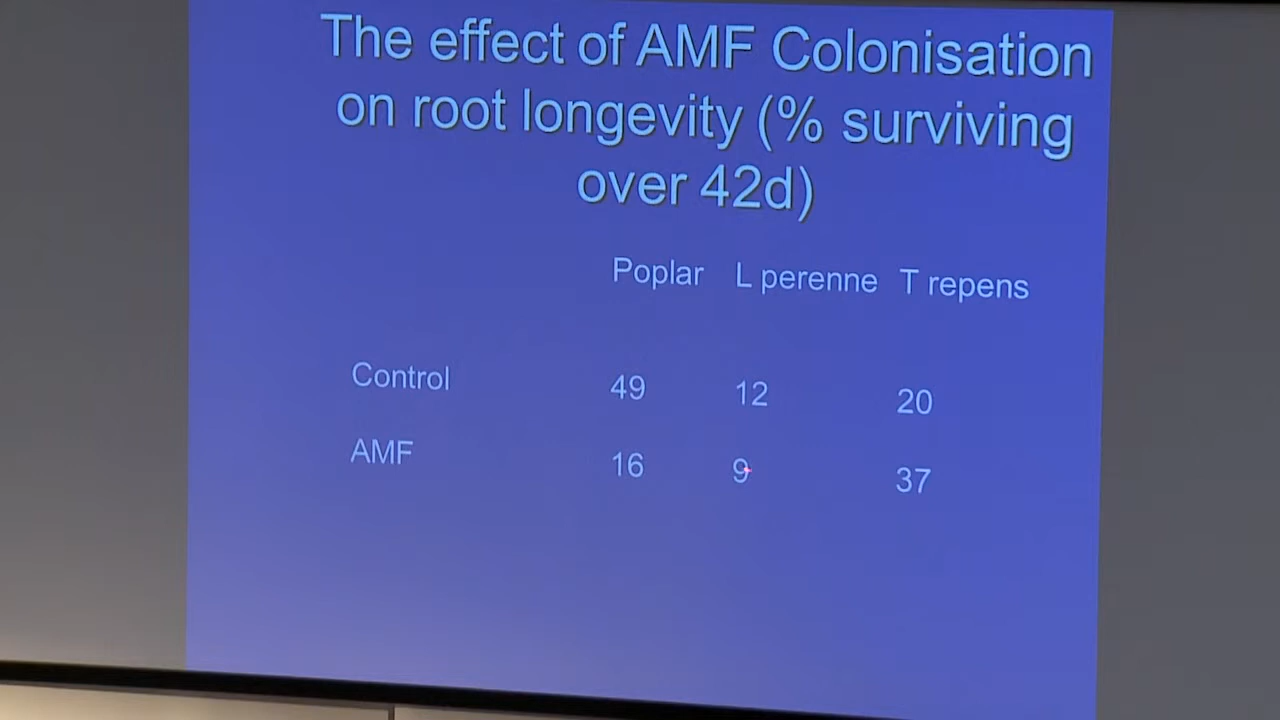 The effect of AMF Colonisation
on root longevity (% surviving
over 42d)
Poplar L perenne T repens
Control 49 12 20
AMF 16 9 37